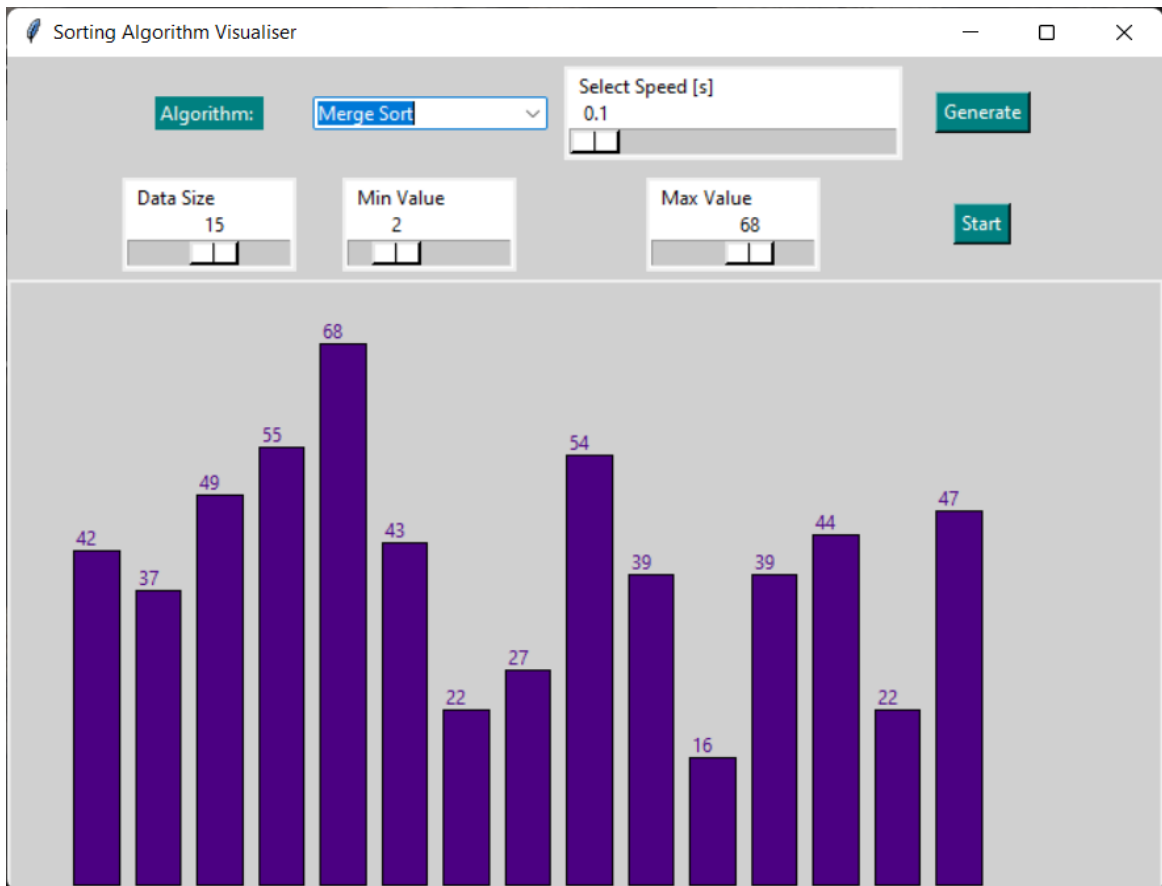 Sorting Algorithm Visualiser
Algorithm:
Merge Sort
Select Speed [s]
0.1
Generate
Data Size
15
Min Value
2
Max Value
68
Start
42
37
49
55
68
43
22
27
54
39
16
39
44
22
47